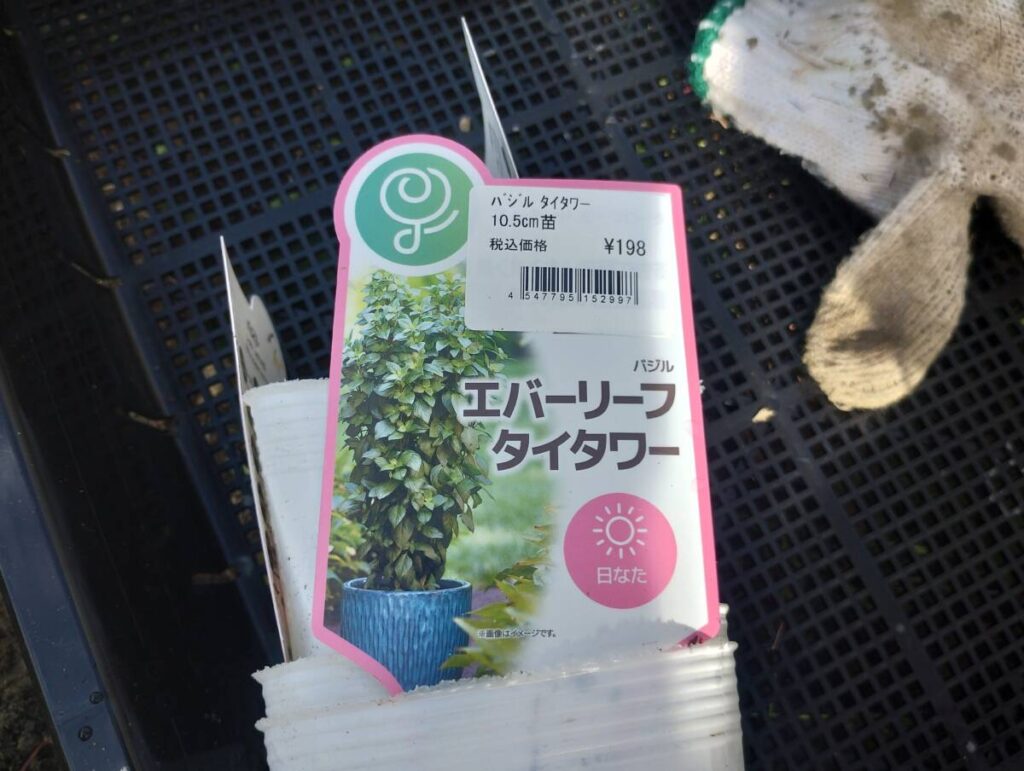 ﾊﾞｼﾞﾙ ﾀｲﾀﾜｰ
10.5cm苗
税込価格 ¥198
4 547795 152997
バジル
エバーリーフ
タイタワー
日なた
※画像はイメージです。